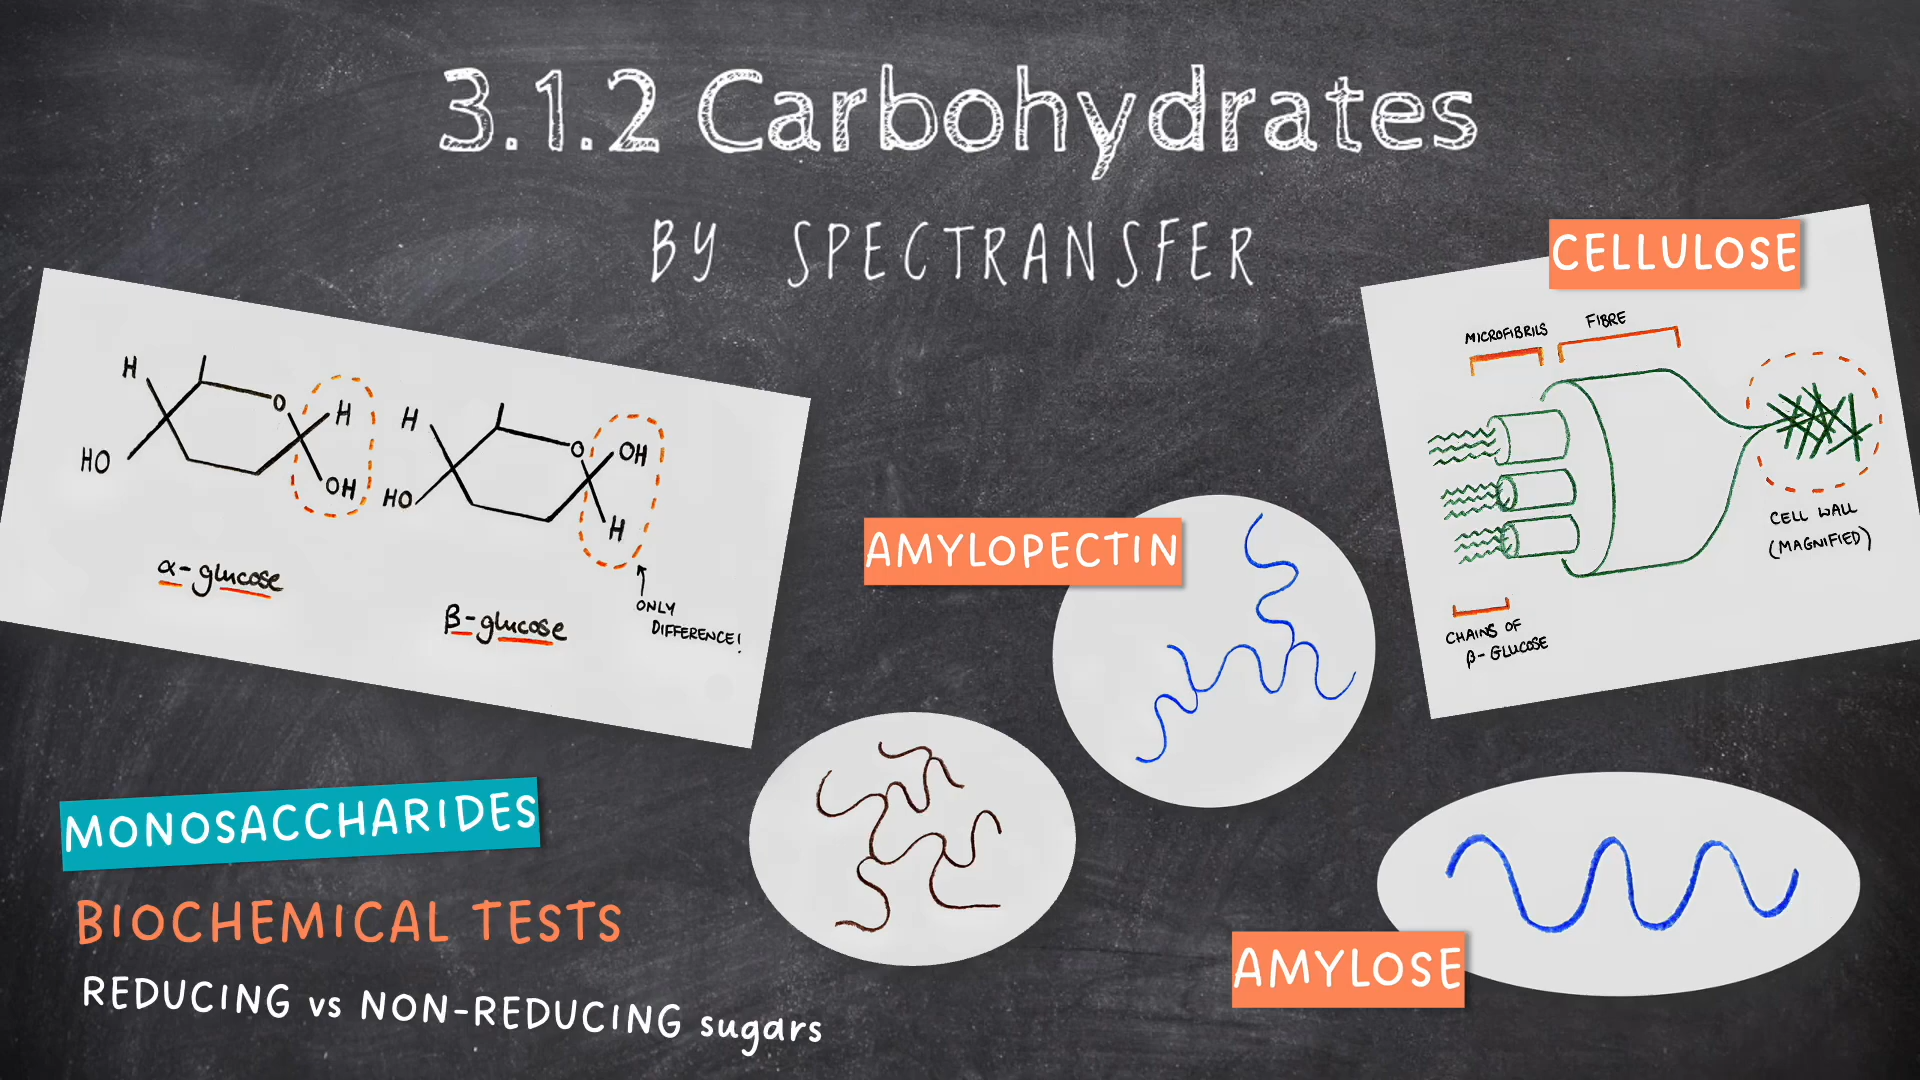 3.1.2 Carbohydrates
BY SPECTRANSFER
CELLULOSE
MICROFIBRILS
FIBRE
CELL WALL
(MAGNIFIED)
CHAINS OF
β-GLUCOSE
H
O
H
HO
OH
α-glucose
H
O
OH
HO
H
β-glucose
ONLY
DIFFERENCE!
AMYLOPECTIN
AMYLOSE
MONOSACCHARIDES
BIOCHEMICAL TESTS
REDUCING vs NON-REDUCING sugars